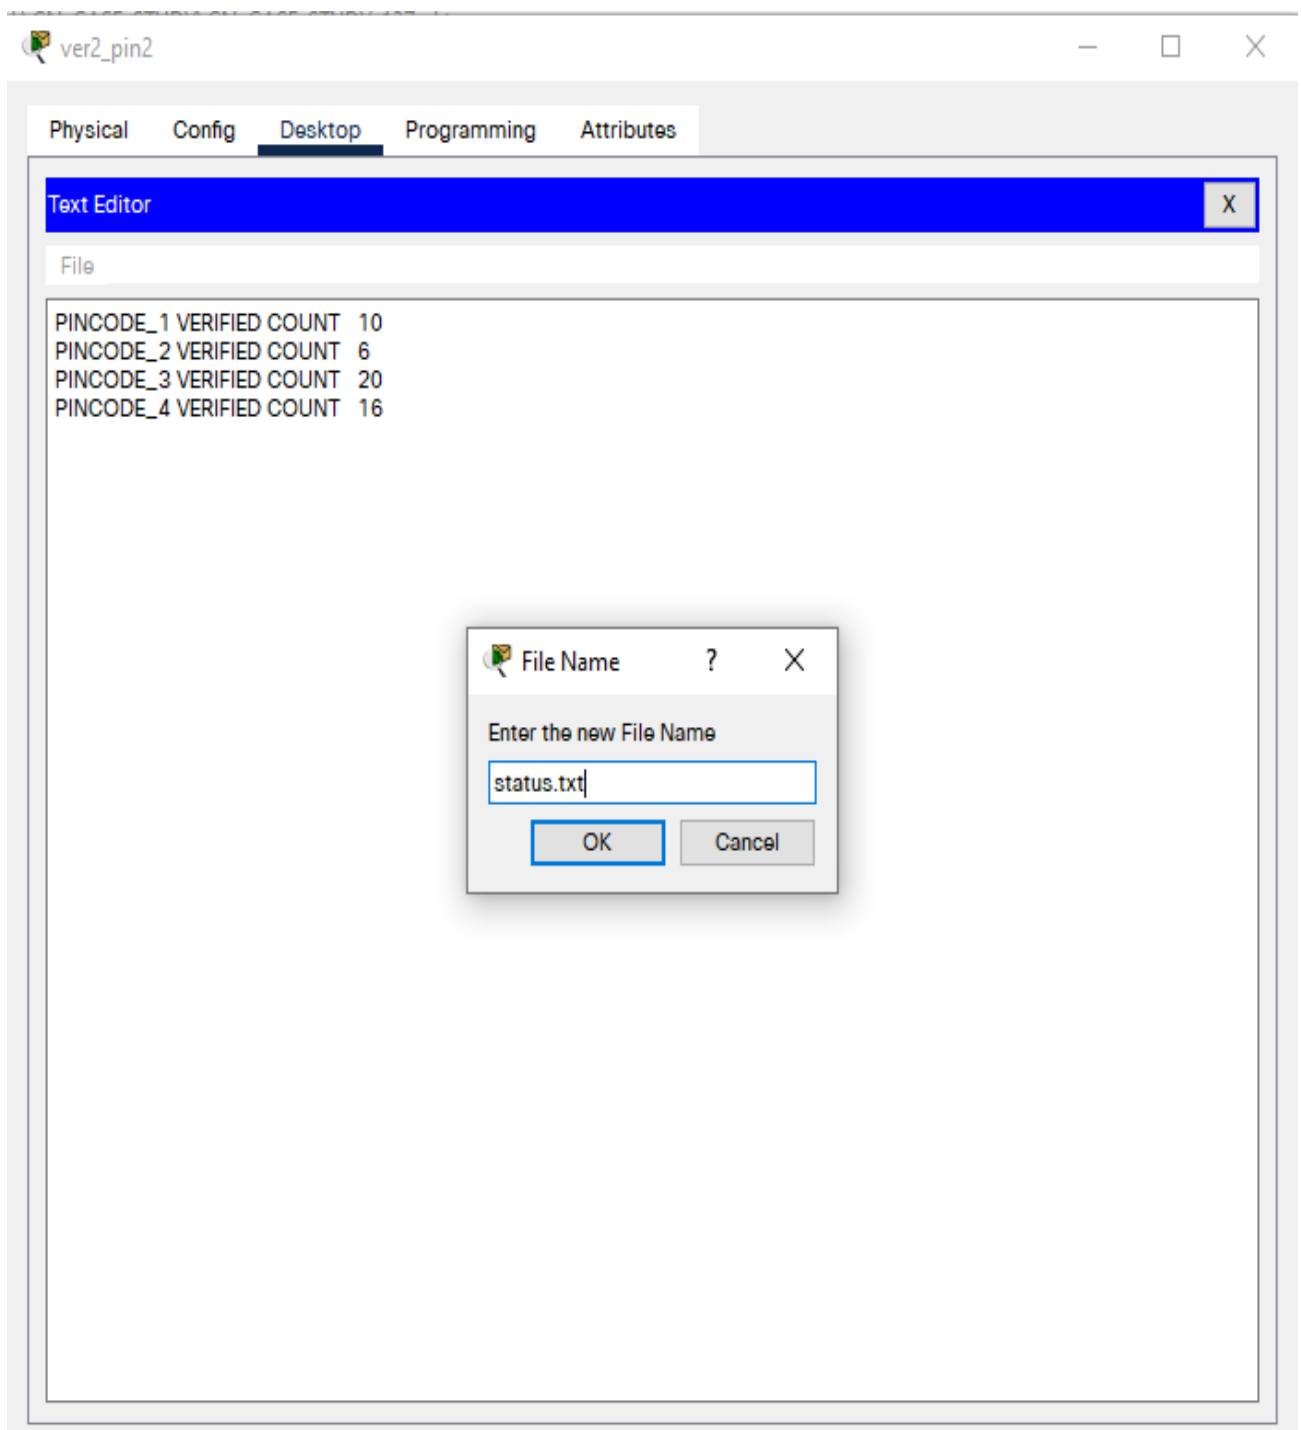 ver2_pin2
Physical Config Desktop Programming Attributes
Text Editor X
File
PINCODE_1 VERIFIED COUNT 10
PINCODE_2 VERIFIED COUNT 6
PINCODE_3 VERIFIED COUNT 20
PINCODE_4 VERIFIED COUNT 16
File Name ?
Enter the new File Name
status.txt
OK Cancel